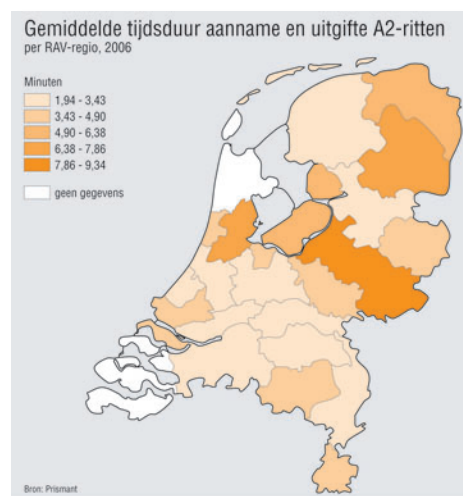 Gemiddelde tijdsduur aanname en uitgifte A2-ritten
per RAV-regio, 2006
Minuten
1,94 - 3,43
3,43 - 4,90
4,90 - 6,38
6,38 - 7,86
7,86 - 9,34
geen gegevens
Bron: Prismant